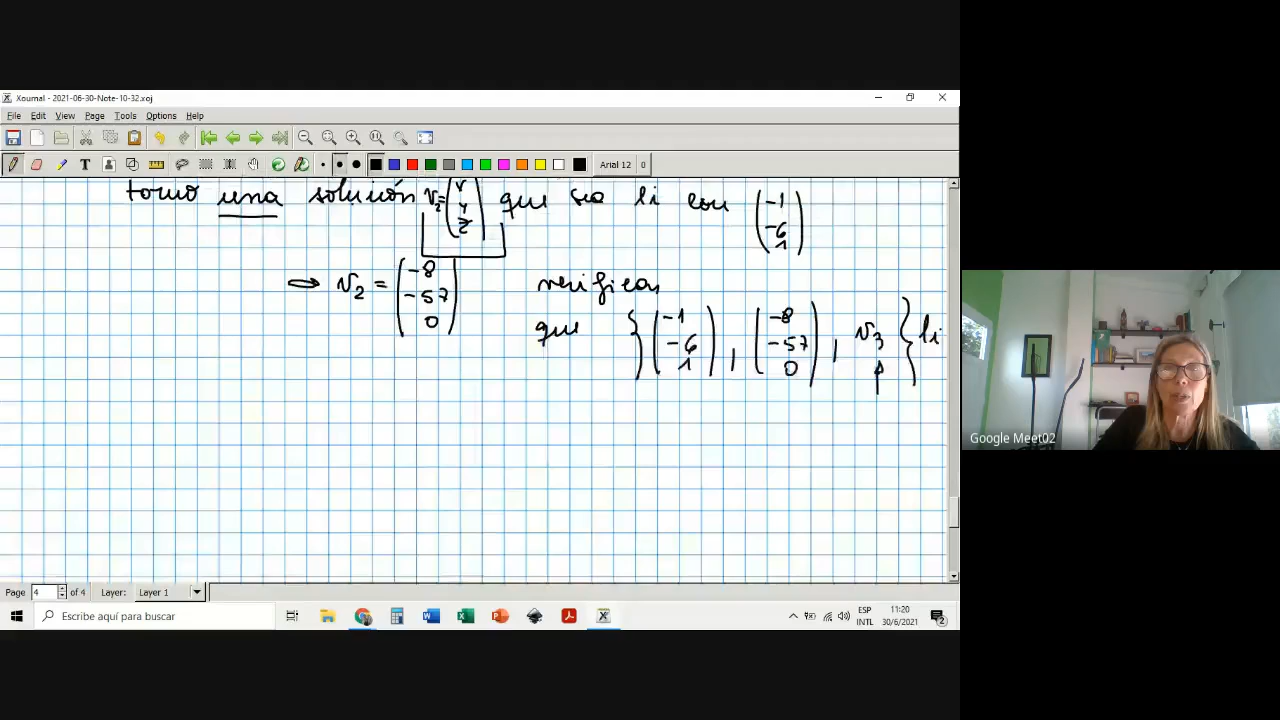 Xournal - 2021-06-30-Note-10-32.xoj
File Edit View Page Tools Options Help
Arial 12 0
tomo una solución v2= (x y z) que sea li con (-1 -6 1)
⇒ v2 = (-8 -57 0) verificar
que { (-1 -6 1) , (-8 -57 0) , v3 } li
Google Meet02
Page 4 of 4 Layer: Layer 1
Escribe aquí para buscar
ESP
INTL
11:20
30/6/2021
2